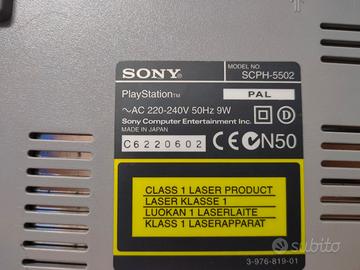 SONY
MODEL NO.
SCPH-5502
PlayStation™
PAL
~AC 220-240V 50Hz 9W
Sony Computer Entertainment Inc.
MADE IN JAPAN
C6220602
CE N50
CLASS 1 LASER PRODUCT
LASER KLASSE 1
LUOKAN 1 LASERLAITE
KLASS 1 LASERAPPARAT
3-976-819-01
subito